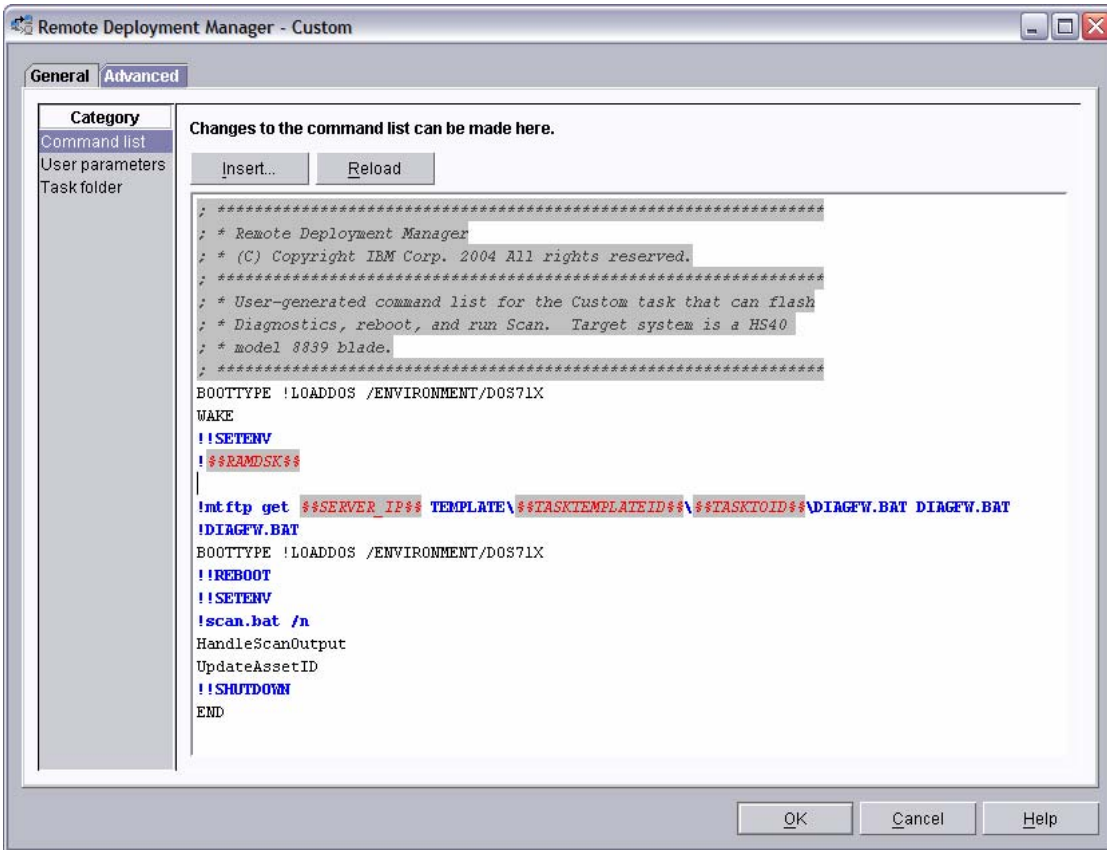 Remote Deployment Manager - Custom
General Advanced
Category
Command list
User parameters
Task folder
Changes to the command list can be made here.
Insert... Reload
; *****************************************************************
; * Remote Deployment Manager
; * (C) Copyright IBM Corp. 2004 All rights reserved.
; *****************************************************************
; * User-generated command list for the Custom task that can flash
; * Diagnostics, reboot, and run Scan.  Target system is a HS40
; * model 8839 blade.
; *****************************************************************
BOOTTYPE !LOADDOS /ENVIRONMENT/DOS71X
WAKE
!!SETENV
!$$RAMDSK$$
!mtftp get $$SERVER_IP$$ TEMPLATE\$$TASKTEMPLATEID$$\$$TASKTOID$$\DIAGFW.BAT DIAGFW.BAT
!DIAGFW.BAT
BOOTTYPE !LOADDOS /ENVIRONMENT/DOS71X
!!REBOOT
!!SETENV
!scan.bat /n
HandleScanOutput
UpdateAssetID
!!SHUTDOWN
END
OK Cancel Help